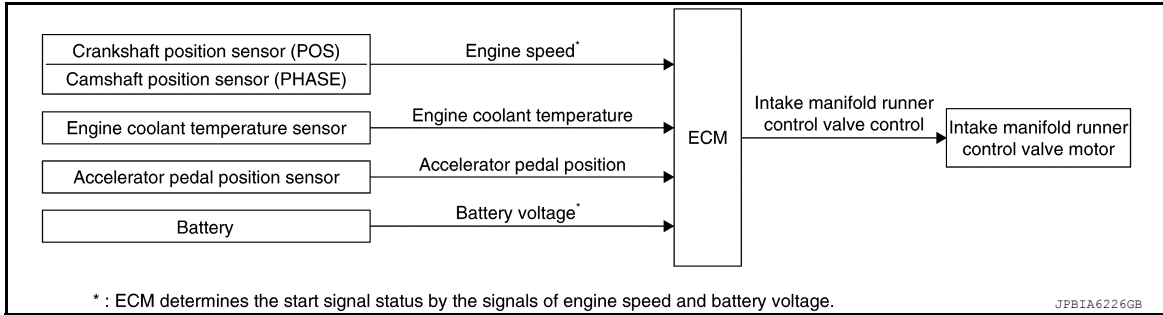 Crankshaft position sensor (POS)
Camshaft position sensor (PHASE)
Engine speed*
Engine coolant temperature sensor
Engine coolant temperature
Accelerator pedal position sensor
Accelerator pedal position
Battery
Battery voltage*
ECM
Intake manifold runner
control valve control
Intake manifold runner
control valve motor
* : ECM determines the start signal status by the signals of engine speed and battery voltage.
JPBIA6226GB